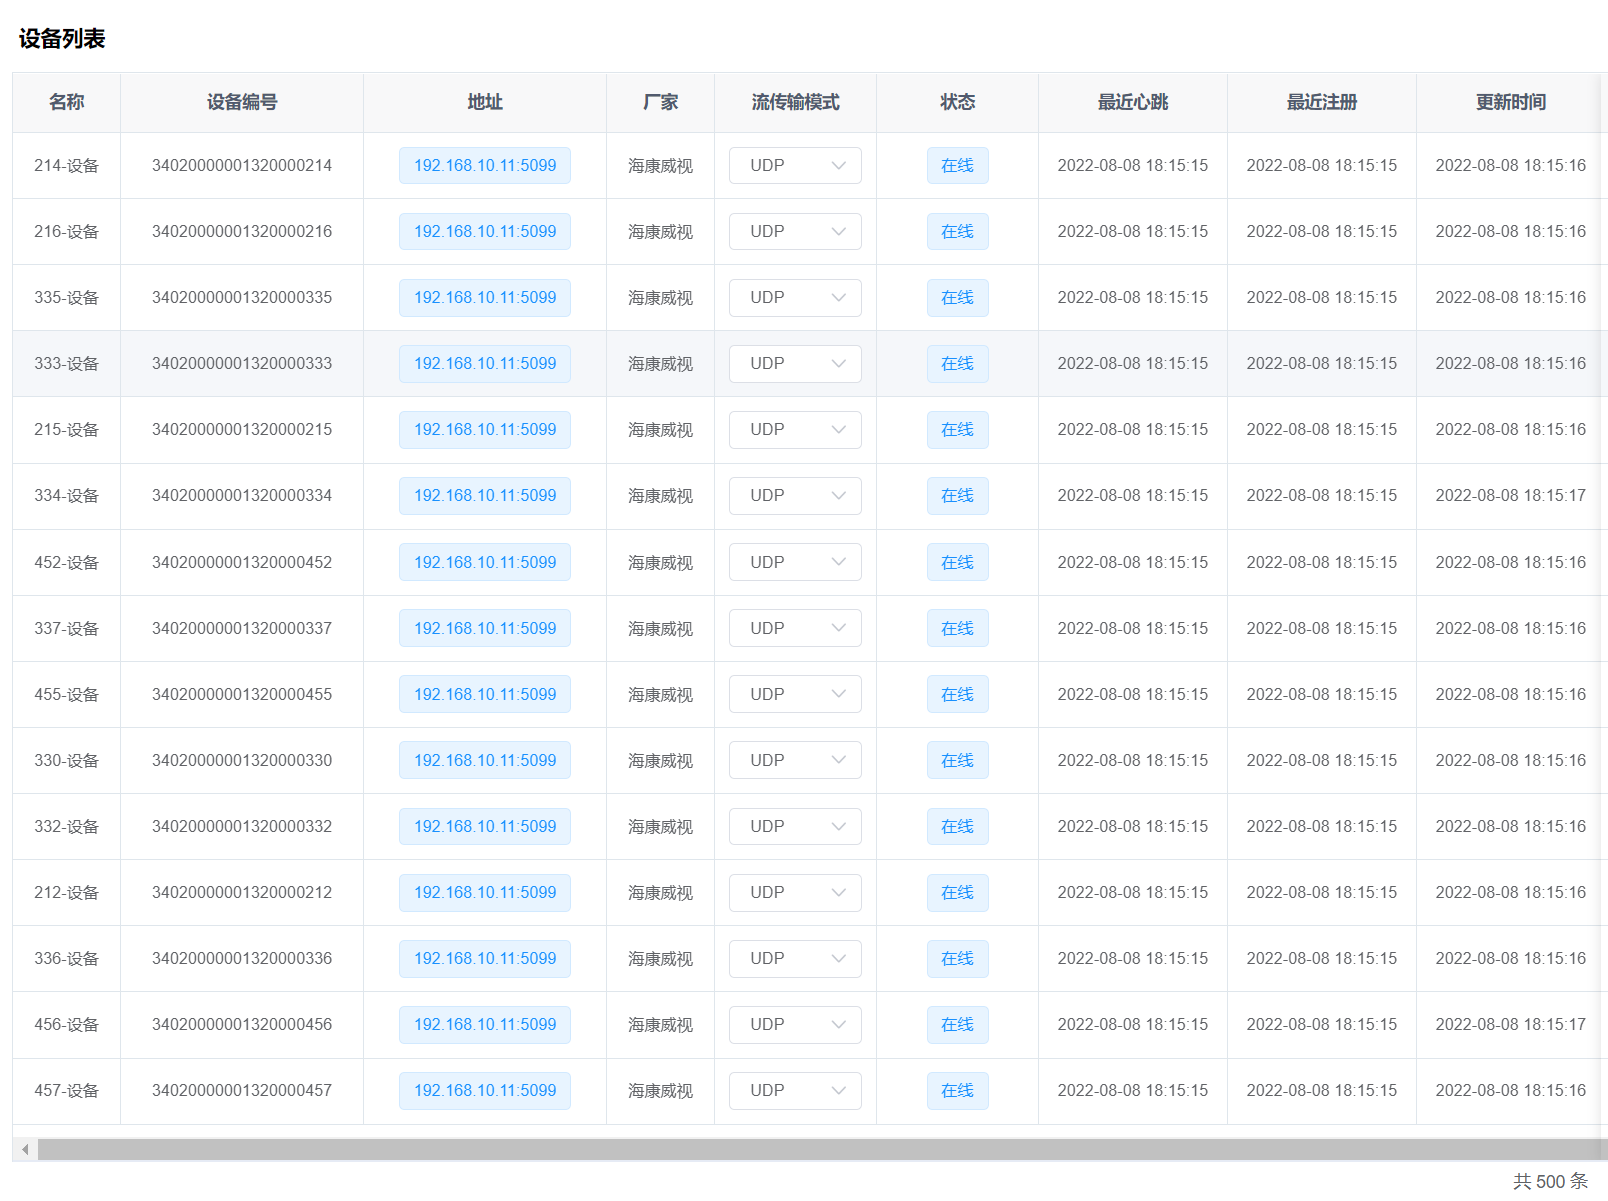 设备列表
名称 设备编号 地址 厂家 流传输模式 状态 最近心跳 最近注册 更新时间
214-设备 34020000001320000214 192.168.10.11:5099 海康威视 UDP 在线 2022-08-08 18:15:15 2022-08-08 18:15:15 2022-08-08 18:15:16
216-设备 34020000001320000216 192.168.10.11:5099 海康威视 UDP 在线 2022-08-08 18:15:15 2022-08-08 18:15:15 2022-08-08 18:15:16
335-设备 34020000001320000335 192.168.10.11:5099 海康威视 UDP 在线 2022-08-08 18:15:15 2022-08-08 18:15:15 2022-08-08 18:15:16
333-设备 34020000001320000333 192.168.10.11:5099 海康威视 UDP 在线 2022-08-08 18:15:15 2022-08-08 18:15:15 2022-08-08 18:15:16
215-设备 34020000001320000215 192.168.10.11:5099 海康威视 UDP 在线 2022-08-08 18:15:15 2022-08-08 18:15:15 2022-08-08 18:15:16
334-设备 34020000001320000334 192.168.10.11:5099 海康威视 UDP 在线 2022-08-08 18:15:15 2022-08-08 18:15:15 2022-08-08 18:15:17
452-设备 34020000001320000452 192.168.10.11:5099 海康威视 UDP 在线 2022-08-08 18:15:15 2022-08-08 18:15:15 2022-08-08 18:15:16
337-设备 34020000001320000337 192.168.10.11:5099 海康威视 UDP 在线 2022-08-08 18:15:15 2022-08-08 18:15:15 2022-08-08 18:15:16
455-设备 34020000001320000455 192.168.10.11:5099 海康威视 UDP 在线 2022-08-08 18:15:15 2022-08-08 18:15:15 2022-08-08 18:15:16
330-设备 34020000001320000330 192.168.10.11:5099 海康威视 UDP 在线 2022-08-08 18:15:15 2022-08-08 18:15:15 2022-08-08 18:15:16
332-设备 34020000001320000332 192.168.10.11:5099 海康威视 UDP 在线 2022-08-08 18:15:15 2022-08-08 18:15:15 2022-08-08 18:15:16
212-设备 34020000001320000212 192.168.10.11:5099 海康威视 UDP 在线 2022-08-08 18:15:15 2022-08-08 18:15:15 2022-08-08 18:15:16
336-设备 34020000001320000336 192.168.10.11:5099 海康威视 UDP 在线 2022-08-08 18:15:15 2022-08-08 18:15:15 2022-08-08 18:15:16
456-设备 34020000001320000456 192.168.10.11:5099 海康威视 UDP 在线 2022-08-08 18:15:15 2022-08-08 18:15:15 2022-08-08 18:15:17
457-设备 34020000001320000457 192.168.10.11:5099 海康威视 UDP 在线 2022-08-08 18:15:15 2022-08-08 18:15:15 2022-08-08 18:15:16
共 500 条